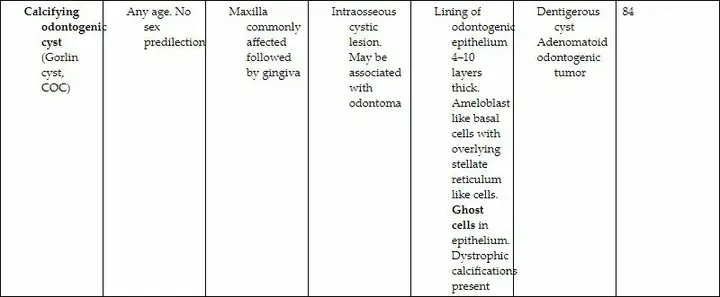 Calcifying
odontogenic
cyst
(Gorlin
cyst,
COC)
Any age. No
sex
predilection
Maxilla
commonly
affected
followed
by gingiva
Intraosseous
cystic
lesion.
May be
associated
with
odontoma
Lining of
odontogenic
epithelium
4–10
layers
thick.
Ameloblast
like basal
cells with
overlying
stellate
reticulum
like cells.
Ghost
cells in
epithelium.
Dystrophic
calcifications
present
Dentigerous
cyst
Adenomatoid
odontogenic
tumor
84